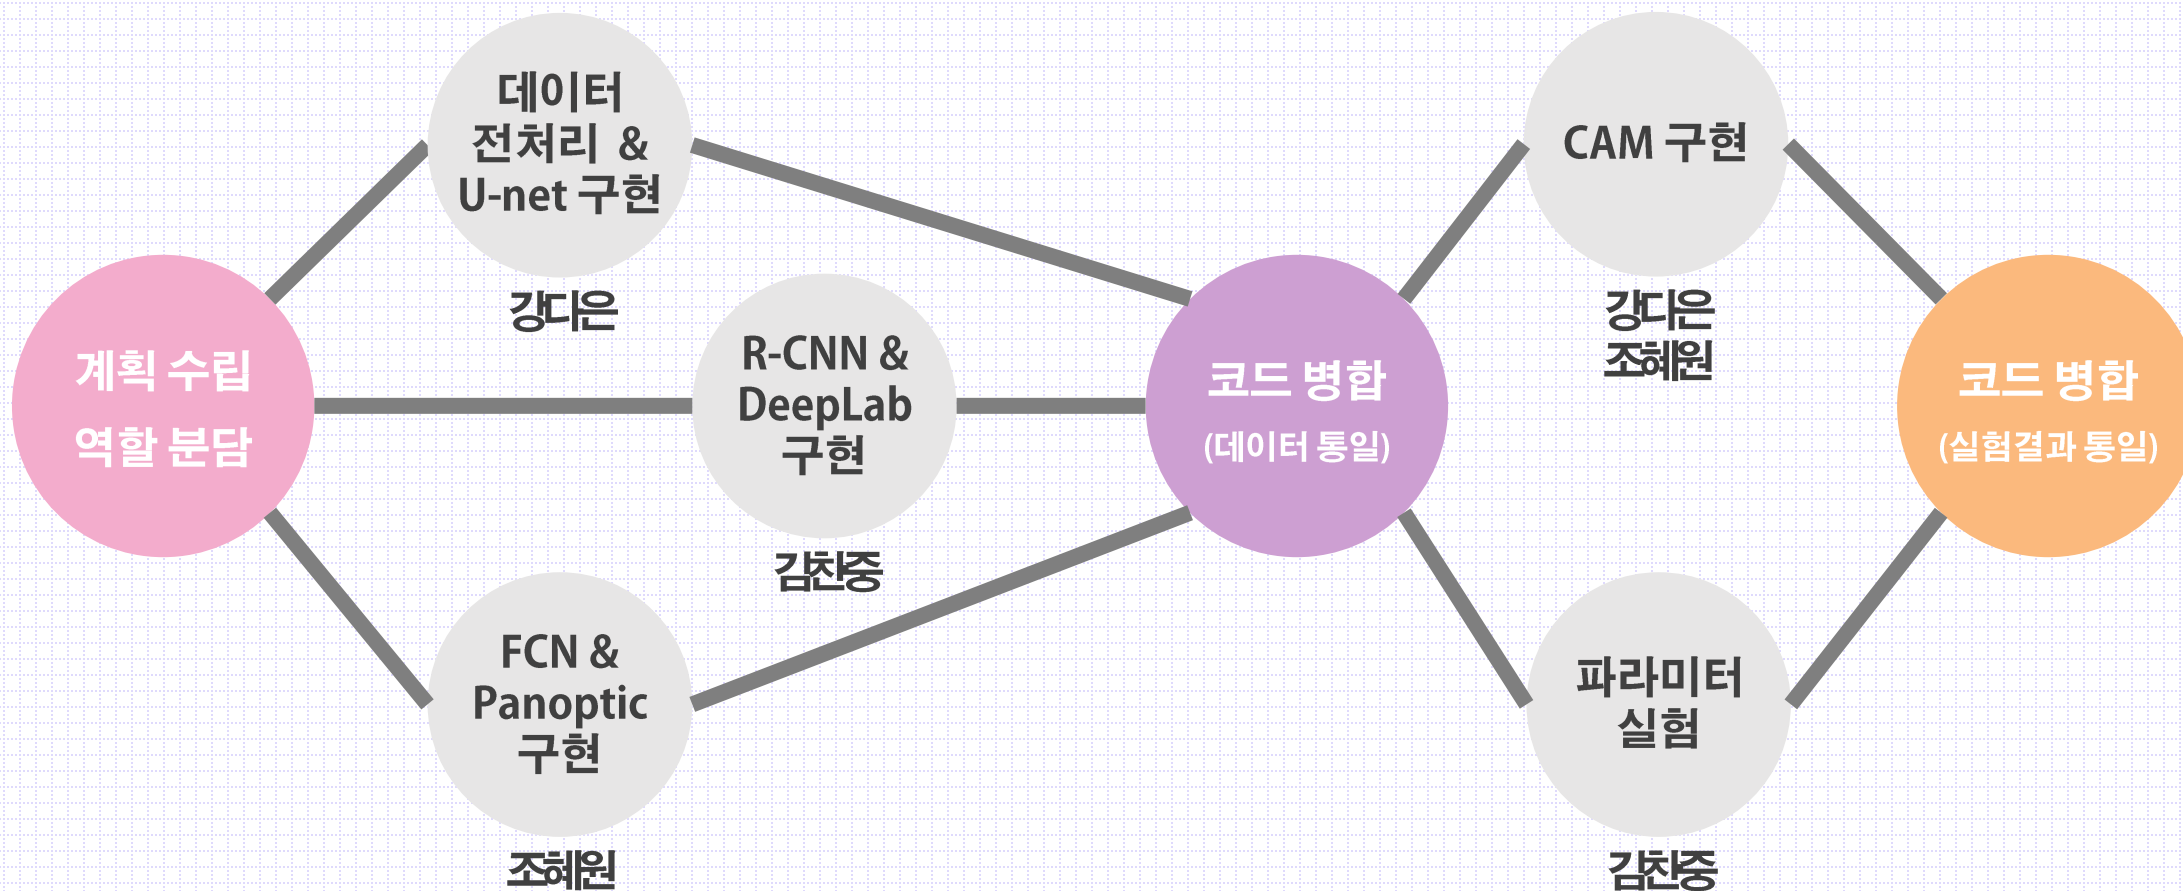 계획 수립
역할 분담
데이터
전처리 &
U-net 구현
강다은
R-CNN &
DeepLab
구현
김찬중
FCN &
Panoptic
구현
조혜원
코드 병합
(데이터 통일)
CAM 구현
강다은
조혜원
파라미터
실험
김찬중
코드 병합
(실험결과 통일)